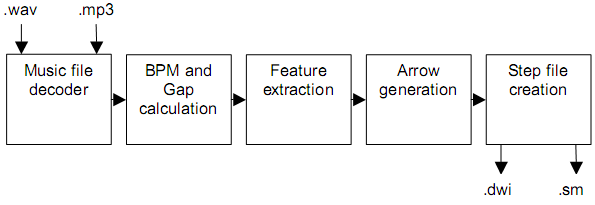 .wav .mp3
Music file
decoder
BPM and
Gap
calculation
Feature
extraction
Arrow
generation
Step file
creation
.dwi .sm